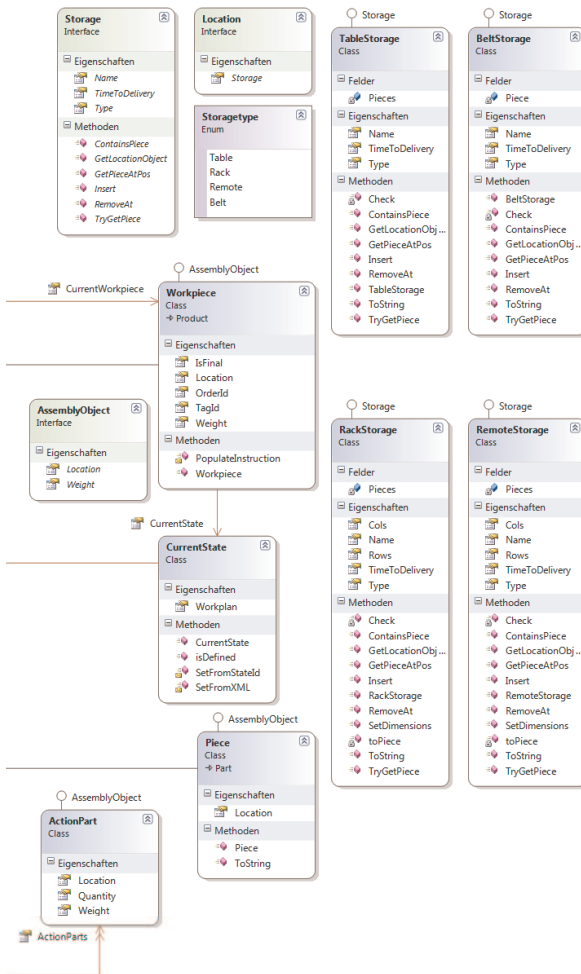 Storage
Interface
Eigenschaften
Name
TimeToDelivery
Type
Methoden
ContainsPiece
GetLocationObject
GetPieceAtPos
Insert
RemoveAt
TryGetPiece
Location
Interface
Eigenschaften
Storage
Storagetype
Enum
Table
Rack
Remote
Belt
Storage
TableStorage
Class
Felder
Pieces
Eigenschaften
Name
TimeToDelivery
Type
Methoden
Check
ContainsPiece
GetLocationObj...
GetPieceAtPos
Insert
RemoveAt
TableStorage
ToString
TryGetPiece
Storage
BeltStorage
Class
Felder
Piece
Eigenschaften
Name
TimeToDelivery
Type
Methoden
BeltStorage
Check
ContainsPiece
GetLocationObj...
GetPieceAtPos
Insert
RemoveAt
ToString
TryGetPiece
CurrentWorkpiece
AssemblyObject
Workpiece
Class
Product
Eigenschaften
IsFinal
Location
OrderId
TagId
Weight
Methoden
PopulateInstruction
Workpiece
AssemblyObject
Interface
Eigenschaften
Location
Weight
CurrentState
CurrentState
Class
Eigenschaften
Workplan
Methoden
CurrentState
isDefined
SetFromStateId
SetFromXML
Storage
RackStorage
Class
Felder
Pieces
Eigenschaften
Cols
Name
Rows
TimeToDelivery
Type
Methoden
Check
ContainsPiece
GetLocationObj...
GetPieceAtPos
Insert
RackStorage
RemoveAt
SetDimensions
toPiece
ToString
TryGetPiece
Storage
RemoteStorage
Class
Felder
Pieces
Eigenschaften
Cols
Name
Rows
TimeToDelivery
Type
Methoden
Check
ContainsPiece
GetLocationObj...
GetPieceAtPos
Insert
RemoteStorage
RemoveAt
SetDimensions
toPiece
ToString
TryGetPiece
AssemblyObject
Piece
Class
Part
Eigenschaften
Location
Methoden
Piece
ToString
AssemblyObject
ActionPart
Class
Eigenschaften
Location
Quantity
Weight
ActionParts